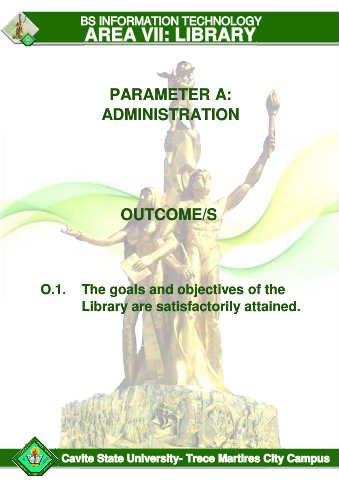 BS INFORMATION TECHNOLOGY
AREA VII: LIBRARY
PARAMETER A:
ADMINISTRATION
OUTCOME/S
O.1. The goals and objectives of the
Library are satisfactorily attained.
Cavite State University- Trece Martires City Campus